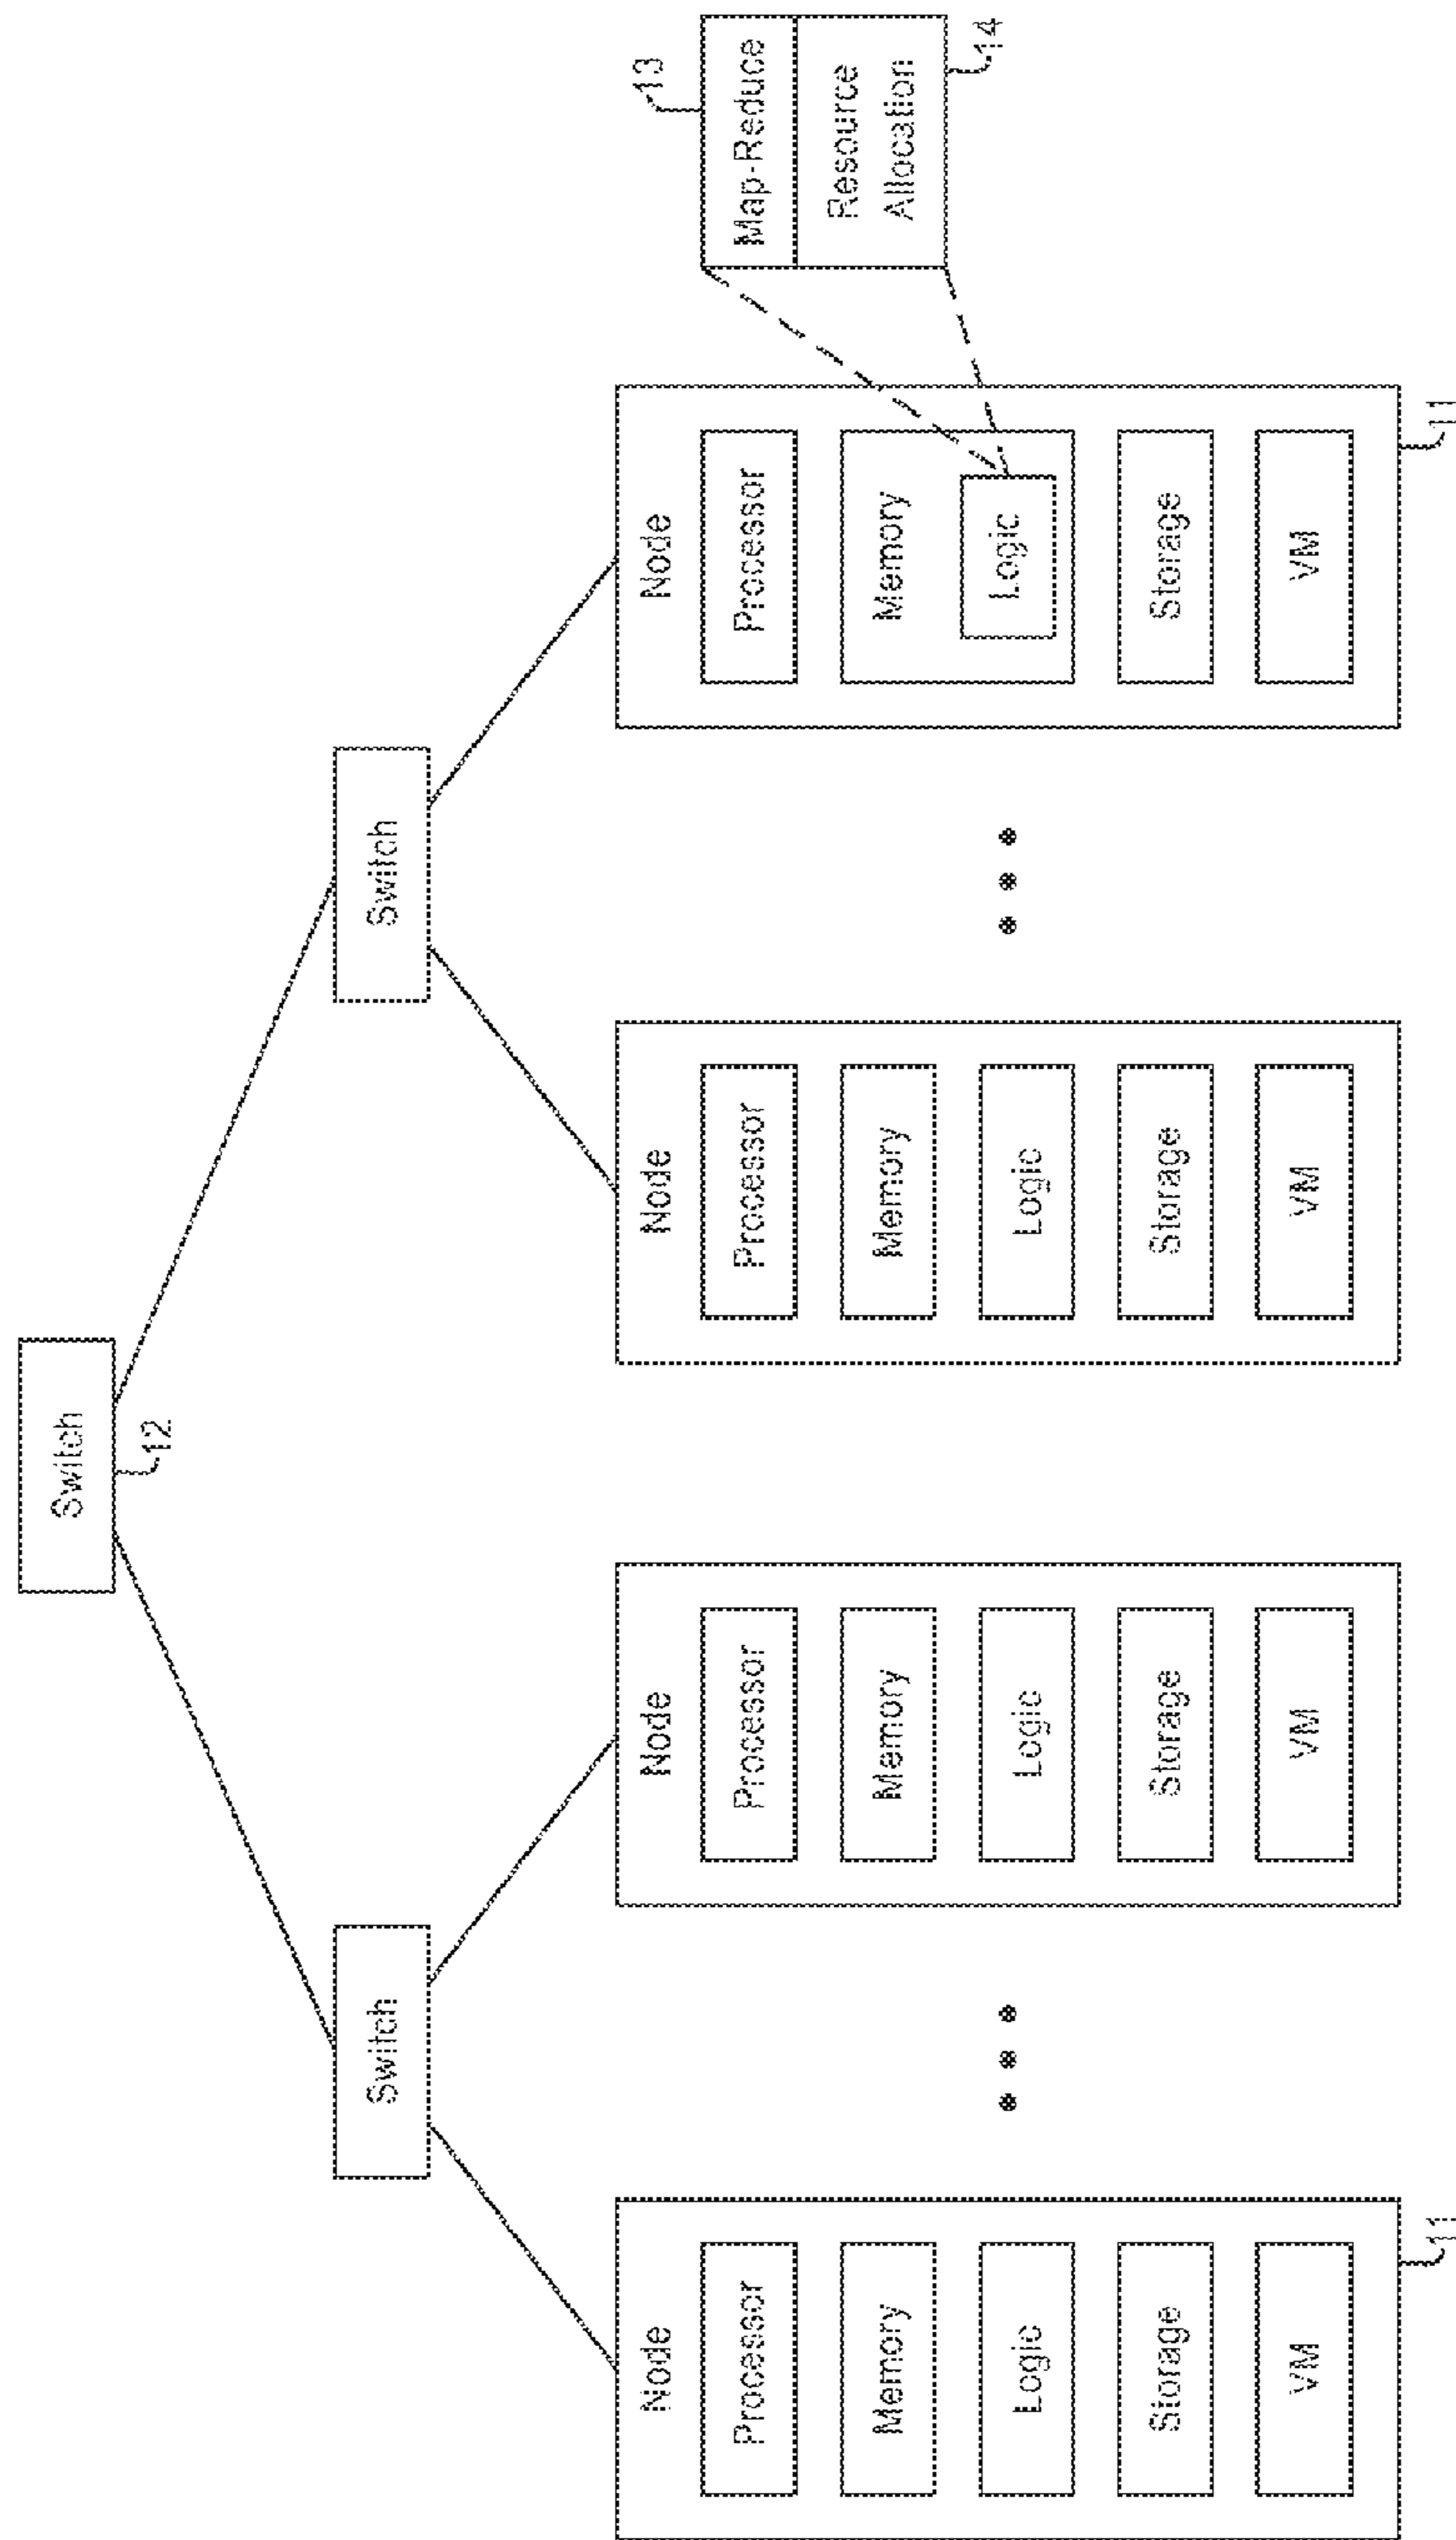 Switch
12
Switch
Switch
Node
Processor
Memory
Logic
Storage
VM
11
Node
Processor
Memory
Logic
Storage
VM
Node
Processor
Memory
Logic
Storage
VM
Node
Processor
Memory
Logic
Storage
VM
11
13
Map-Reduce
Resource
Allocation
14